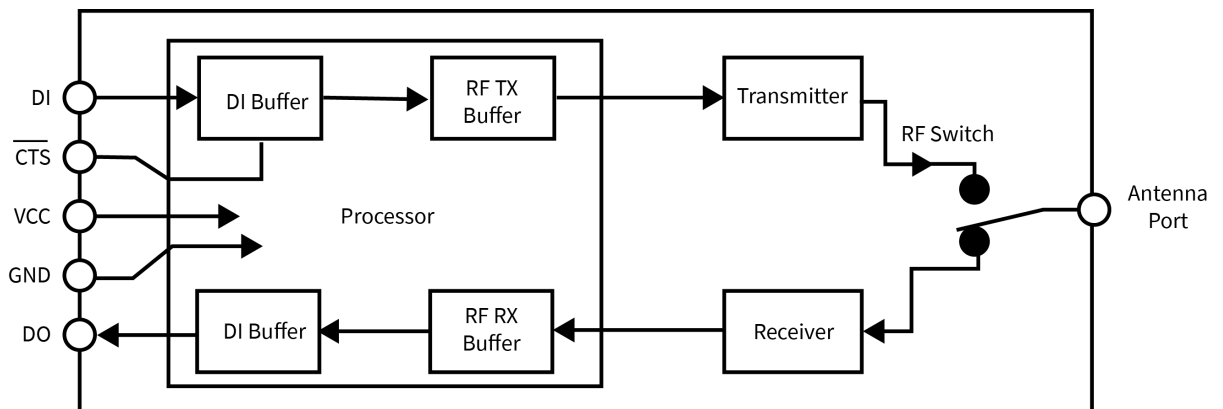 DI
DI Buffer
RF TX
Buffer
Transmitter
RF Switch
CTS
VCC
Processor
Antenna
Port
GND
DO
DI Buffer
RF RX
Buffer
Receiver